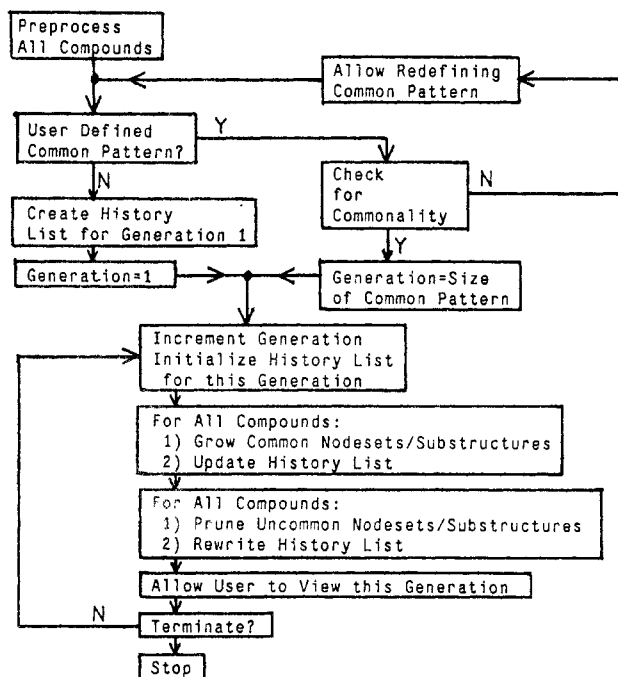 Preprocess
All Compounds
Allow Redefining
Common Pattern
User Defined
Common Pattern?
Y
N
Check
for
Commonality
N
Y
Create History
List for Generation 1
Generation=1
Generation=Size
of Common Pattern
Increment Generation
Initialize History List
for this Generation
For All Compounds:
1) Grow Common Nodesets/Substructures
2) Update History List
For All Compounds:
1) Prune Uncommon Nodesets/Substructures
2) Rewrite History List
Allow User to View this Generation
N
Terminate?
Stop